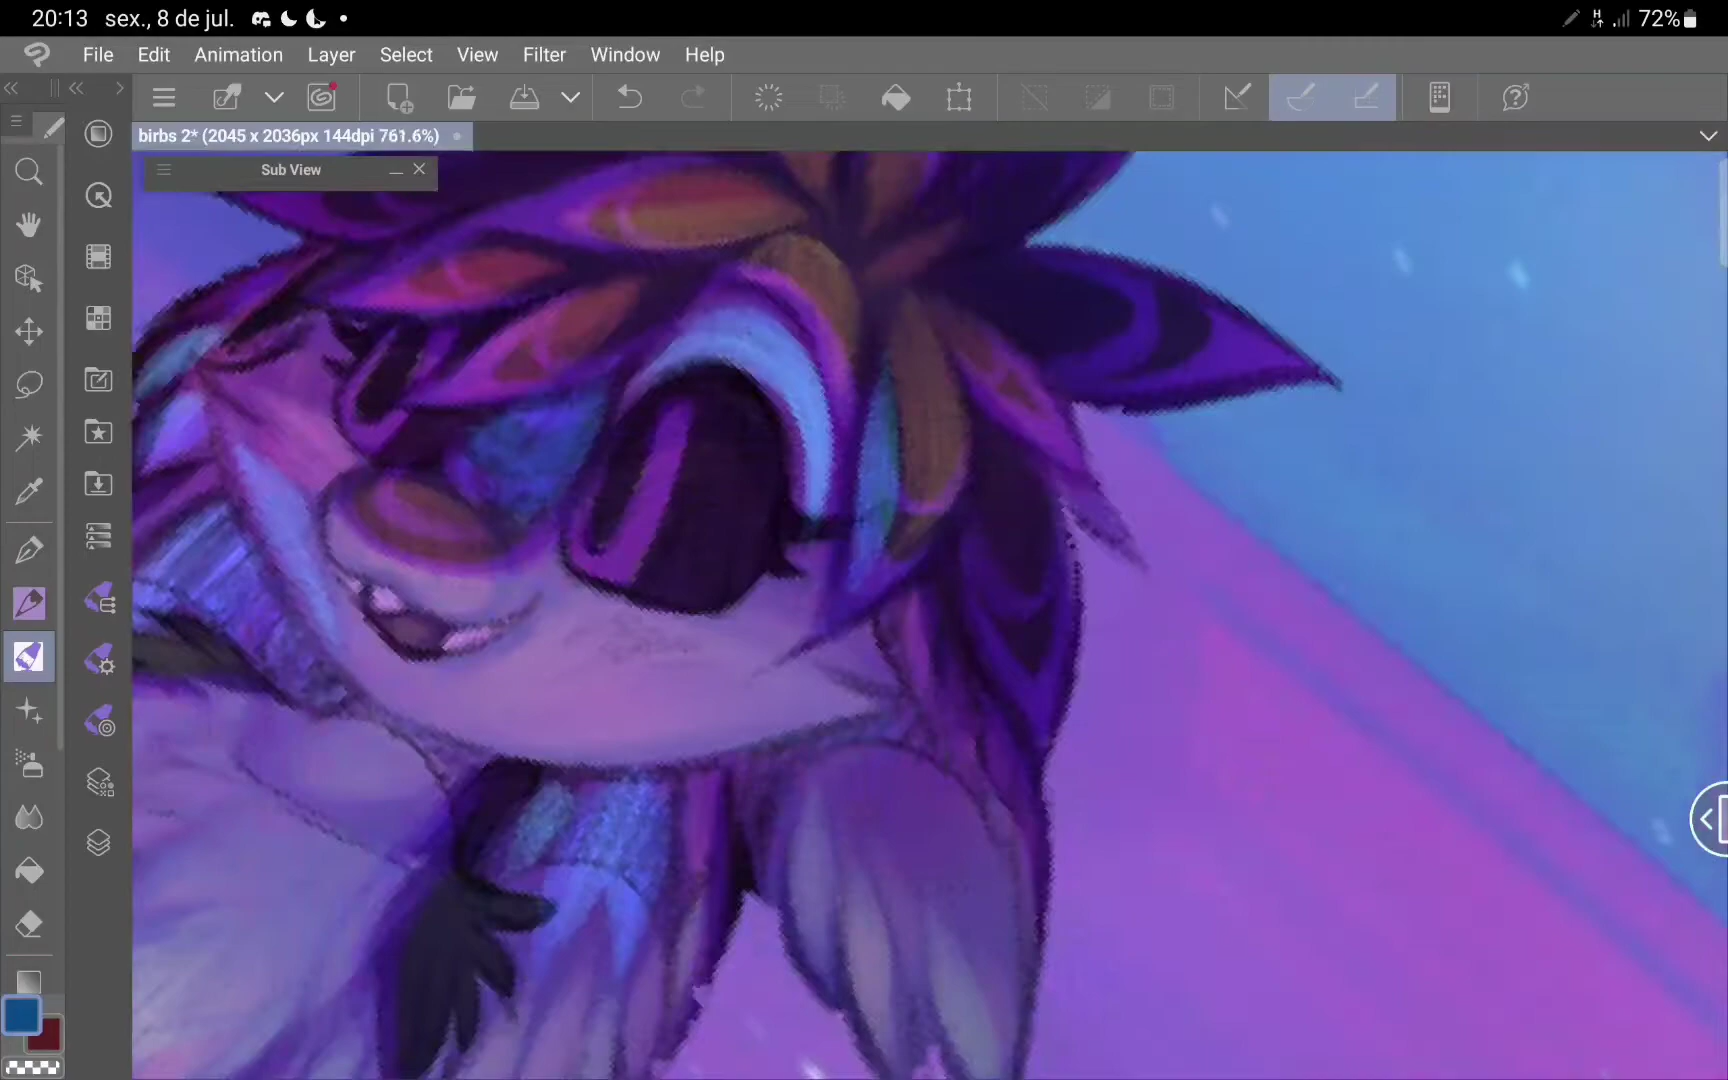 20:13 sex., 8 de jul. 72%
File Edit Animation Layer Select View Filter Window Help
birbs 2* (2045 x 2036px 144dpi 761.6%)
Sub View